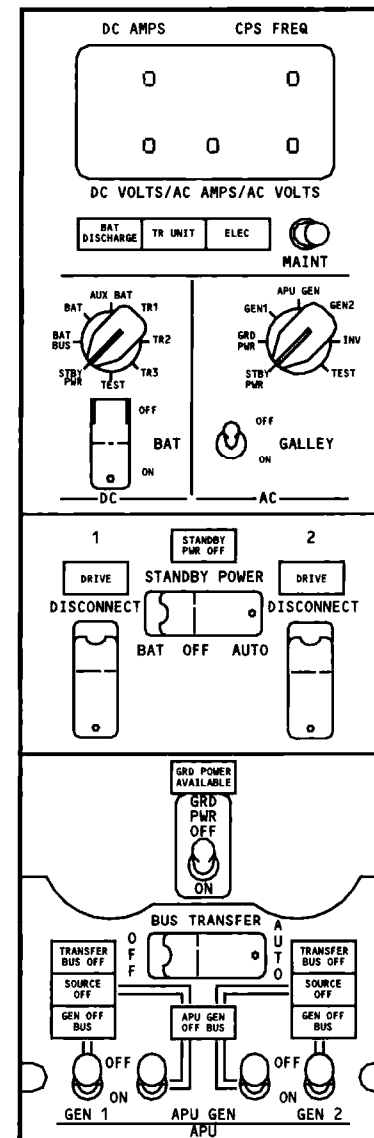 DC AMPS CPS FREQ
DC VOLTS/AC AMPS/AC VOLTS
BAT DISCHARGE
TR UNIT
ELEC
MAINT
AUX BAT
BAT
TR1
BAT BUS
TR2
STBY PWR
TR3
TEST
APU GEN
GEN1
GEN2
GRD PWR
INV
STBY PWR
TEST
OFF
BAT
ON
OFF
GALLEY
ON
DC
AC
1
STANDBY PWR OFF
2
DRIVE
STANDBY POWER
DRIVE
DISCONNECT
DISCONNECT
BAT OFF AUTO
GRD POWER AVAILABLE
GRD
PWR
OFF
ON
BUS TRANSFER
OFF
AUTO
TRANSFER BUS OFF
SOURCE OFF
GEN OFF BUS
APU GEN OFF BUS
TRANSFER BUS OFF
SOURCE OFF
GEN OFF BUS
OFF
OFF
ON
ON
GEN 1 APU GEN GEN 2
APU